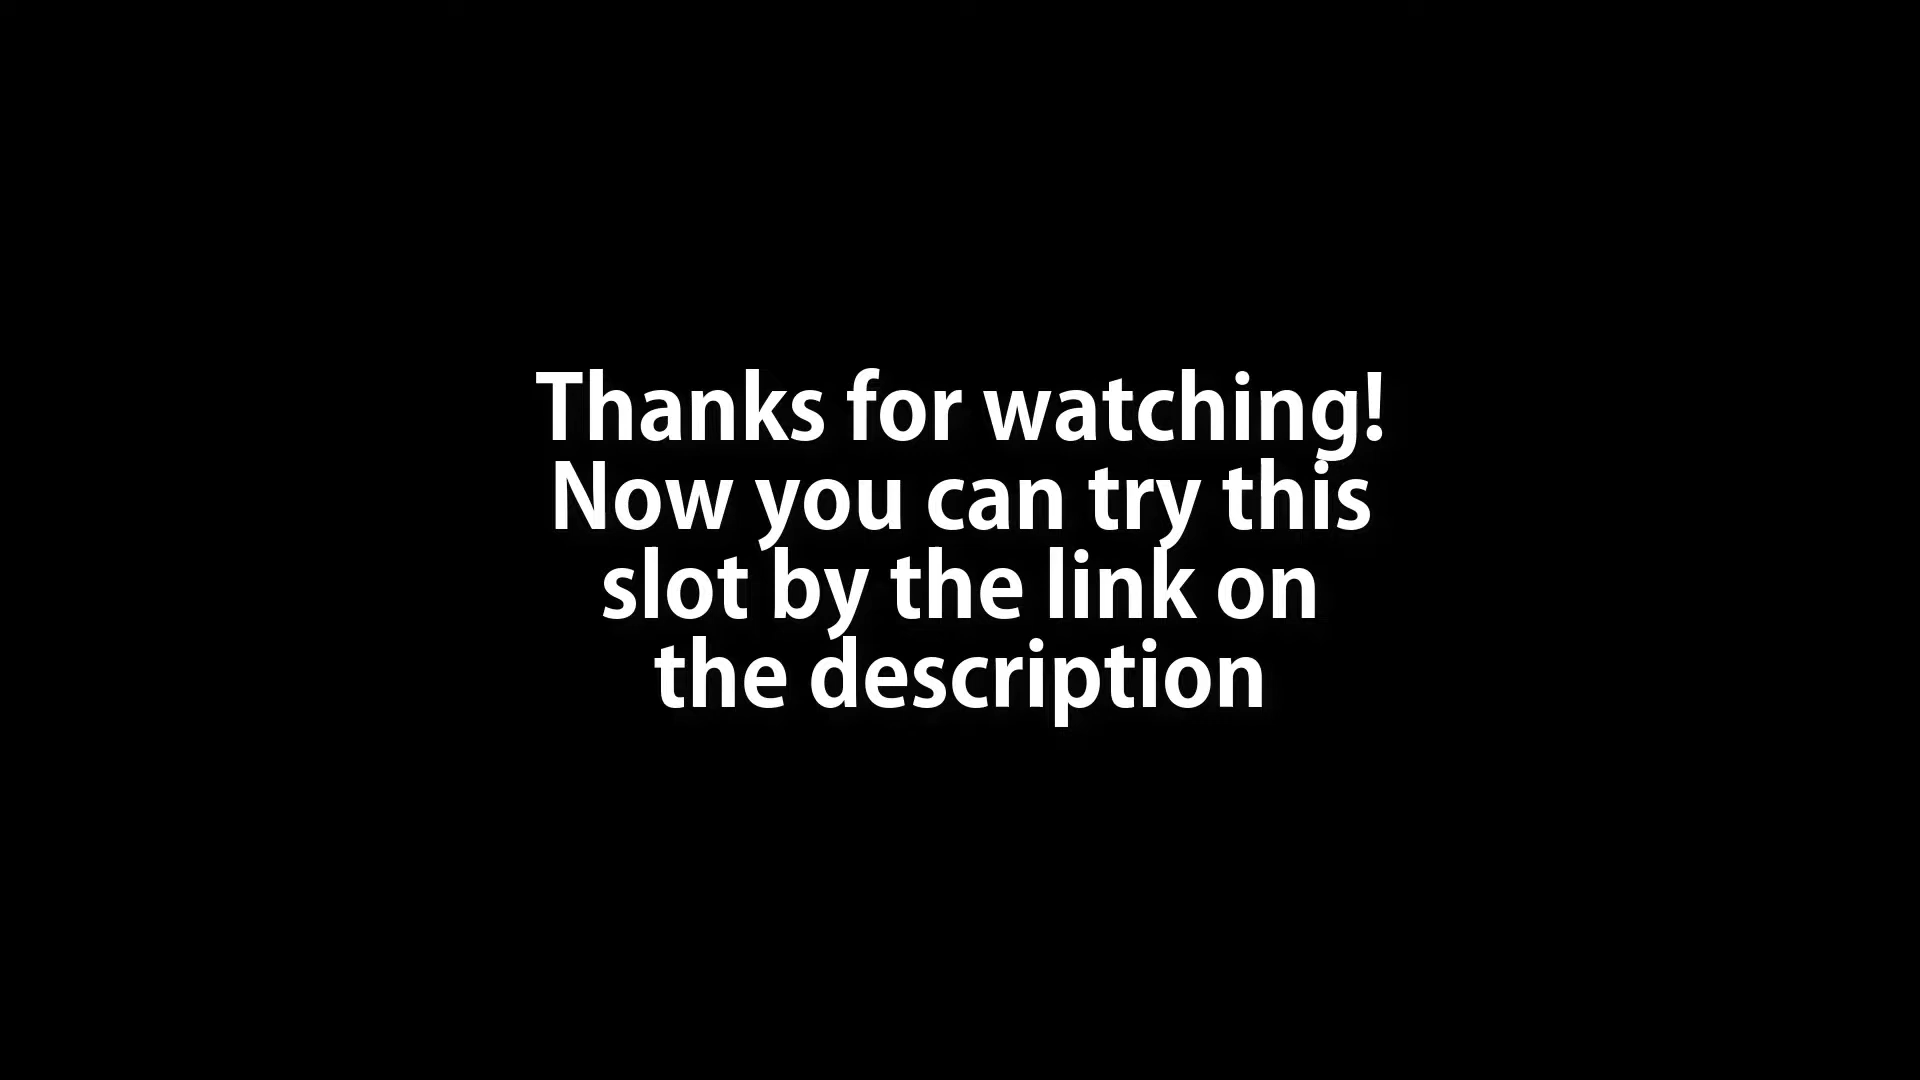 Thanks for watching!
Now you can try this
slot by the link on
the description